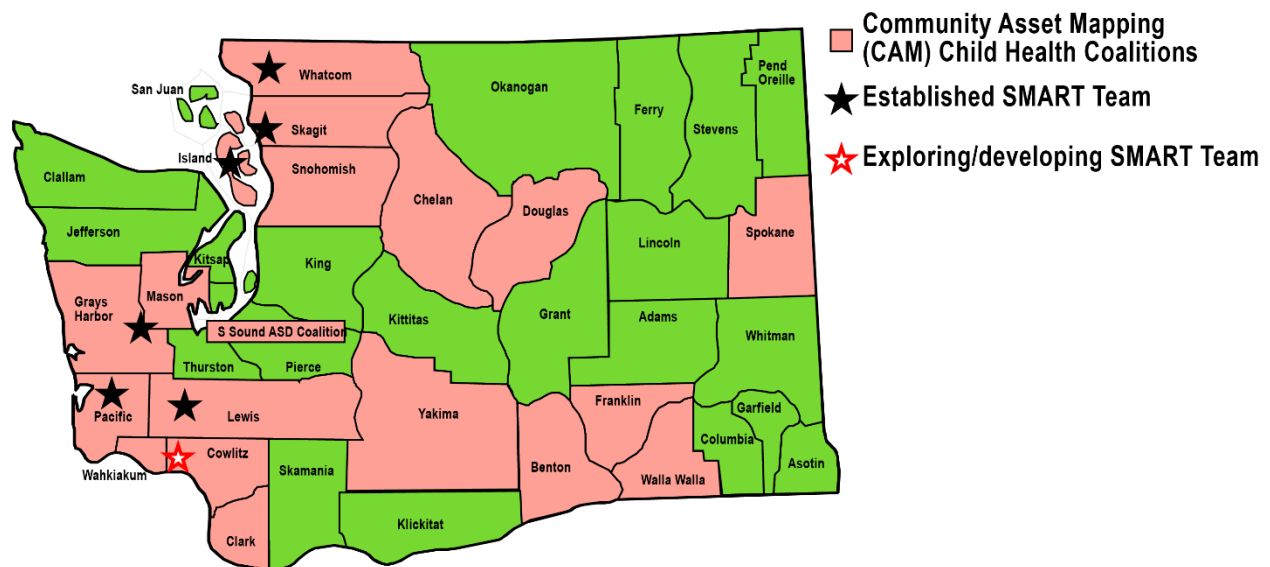 Community Asset Mapping
(CAM) Child Health Coalitions
Established SMART Team
Exploring/developing SMART Team
Whatcom
San Juan
Skagit
Island
Snohomish
Okanogan
Ferry
Stevens
Pend
Oreille
Clallam
Jefferson
Chelan
Douglas
Lincoln
Spokane
Kitsap
King
Grays
Harbor
Mason
Kittitas
Grant
Adams
Whitman
S Sound ASD Coalition
Thurston
Pierce
Pacific
Lewis
Yakima
Franklin
Garfield
Columbia
Asotin
Wahkiakum
Cowlitz
Skamania
Benton
Walla Walla
Clark
Klickitat